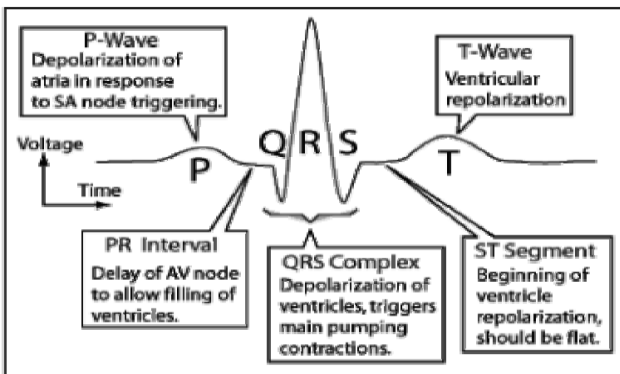 P-Wave
Depolarization of
atria in response
to SA node triggering.
T-Wave
Ventricular
repolarization
Voltage
Time
P
Q R S
T
PR Interval
Delay of AV node
to allow filling of
ventricles.
QRS Complex
Depolarization of
ventricles, triggers
main pumping
contractions.
ST Segment
Beginning of
ventricle
repolarization,
should be flat.